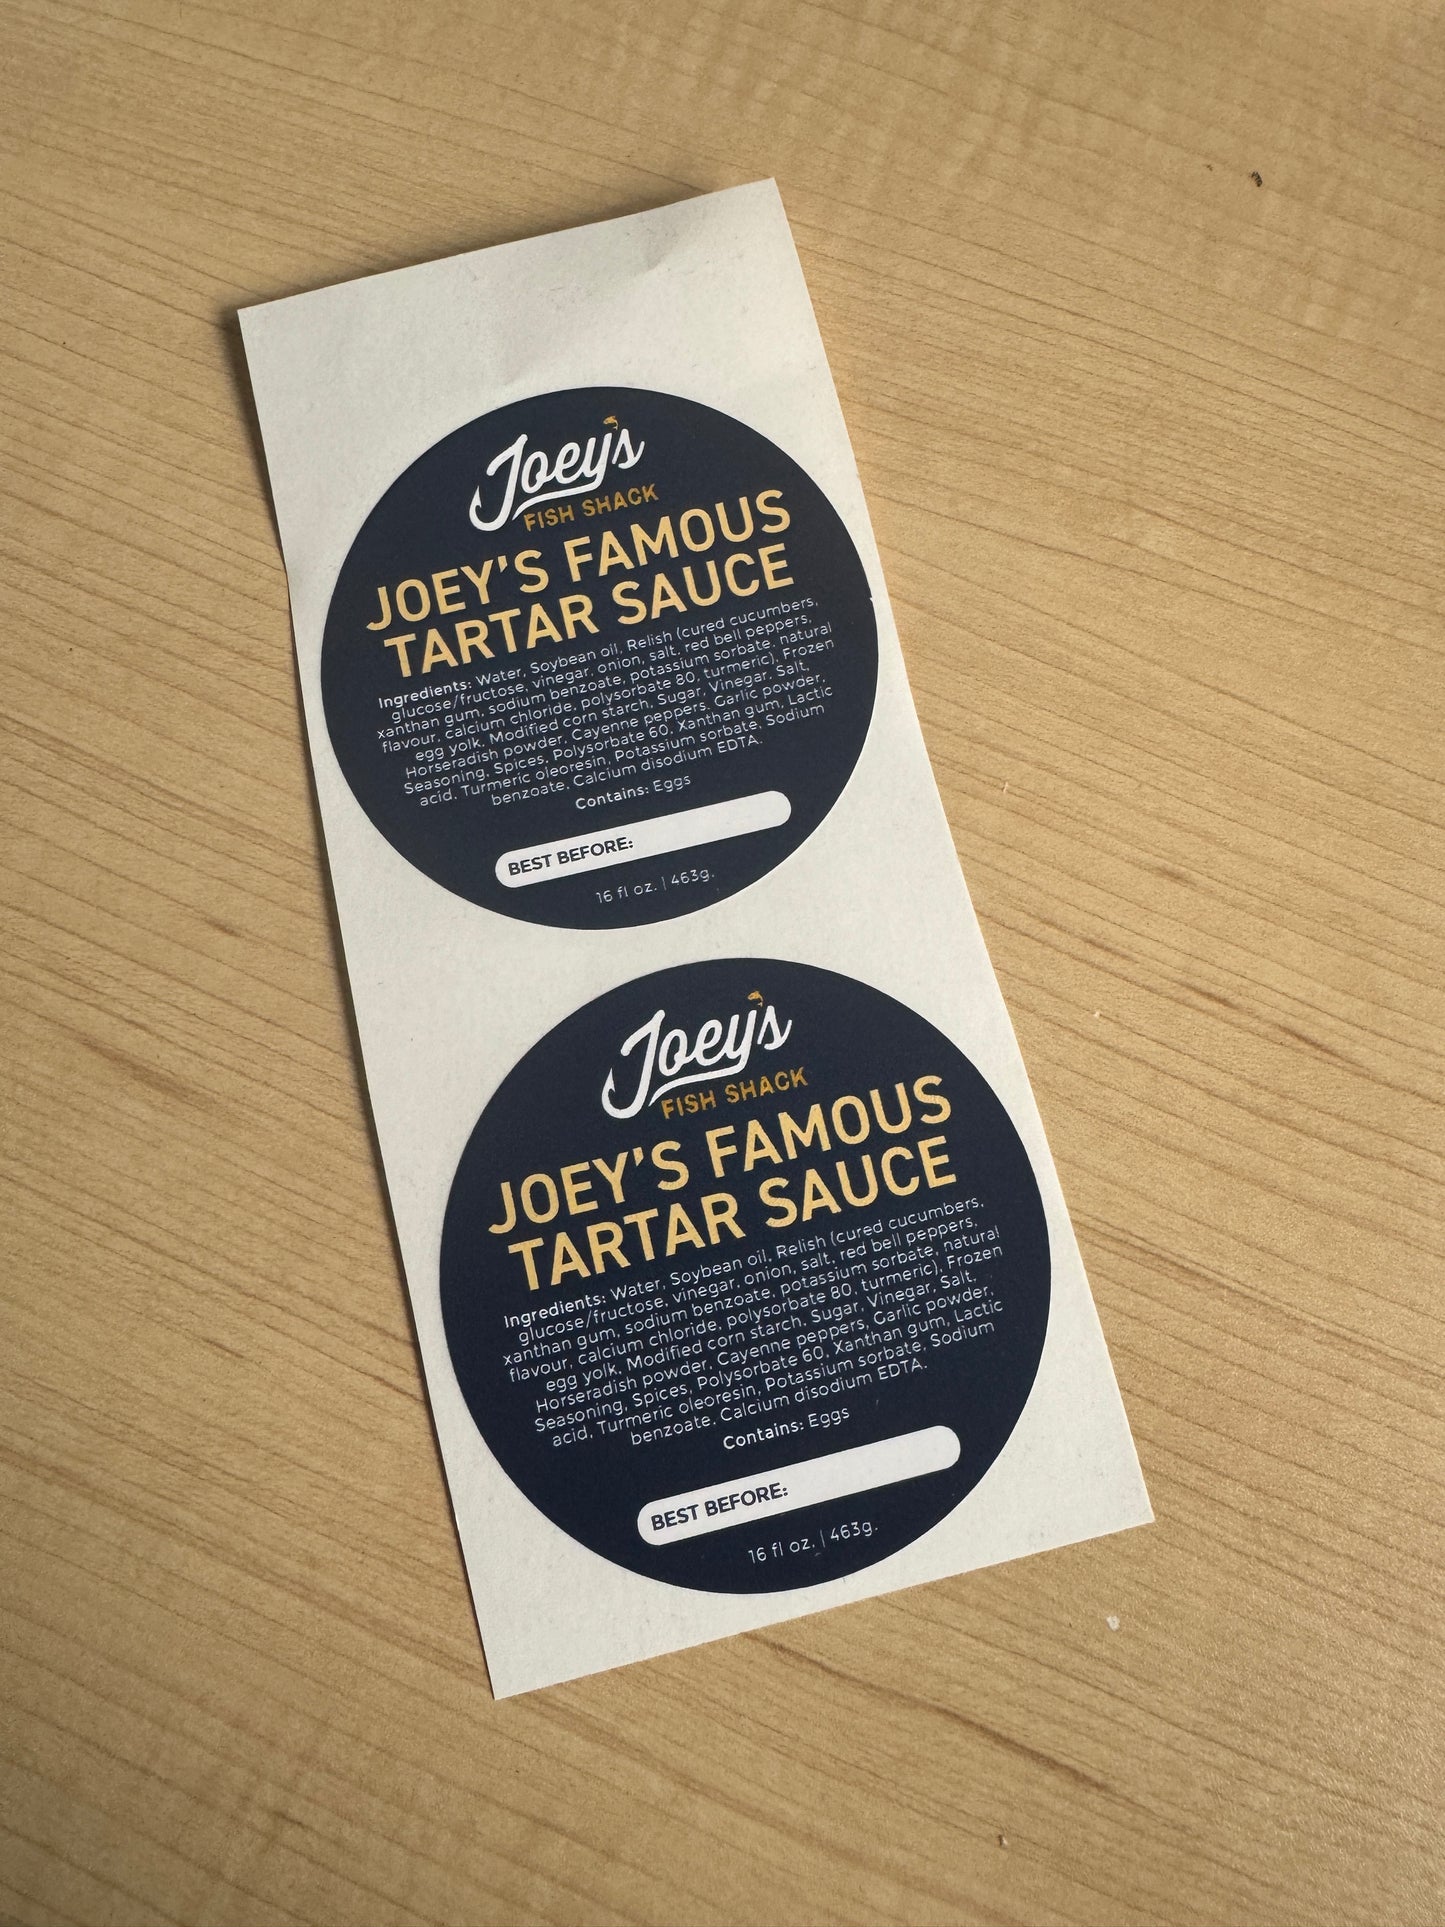 Joey's
FISH SHACK
JOEY'S FAMOUS
TARTAR SAUCE
Ingredients: Water, Soybean oil, Relish (cured cucumbers,
glucose/fructose, vinegar, onion, salt, red bell peppers,
xanthan gum, sodium benzoate, potassium sorbate, natural
flavour, calcium chloride, polysorbate 80, turmeric), Frozen
egg yolk, Modified corn starch, Sugar, Vinegar, Salt,
Horseradish powder, Cayenne peppers, Garlic powder,
Seasoning, Spices, Polysorbate 60, Xanthan gum, Lactic
acid, Turmeric oleoresin, Potassium sorbate, Sodium
benzoate, Calcium disodium EDTA.
Contains: Eggs
BEST BEFORE:
16 fl oz. | 463g.
Joey's
FISH SHACK
JOEY'S FAMOUS
TARTAR SAUCE
Ingredients: Water, Soybean oil, Relish (cured cucumbers,
glucose/fructose, vinegar, onion, salt, red bell peppers,
xanthan gum, sodium benzoate, potassium sorbate, natural
flavour, calcium chloride, polysorbate 80, turmeric), Frozen
egg yolk, Modified corn starch, Sugar, Vinegar, Salt,
Horseradish powder, Cayenne peppers, Garlic powder,
Seasoning, Spices, Polysorbate 60, Xanthan gum, Lactic
acid, Turmeric oleoresin, Potassium sorbate, Sodium
benzoate, Calcium disodium EDTA.
Contains: Eggs
BEST BEFORE:
16 fl oz. | 463g.